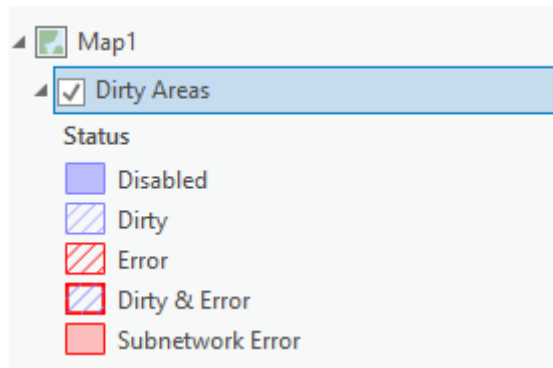 Map1
Dirty Areas
Status
Disabled
Dirty
Error
Dirty & Error
Subnetwork Error